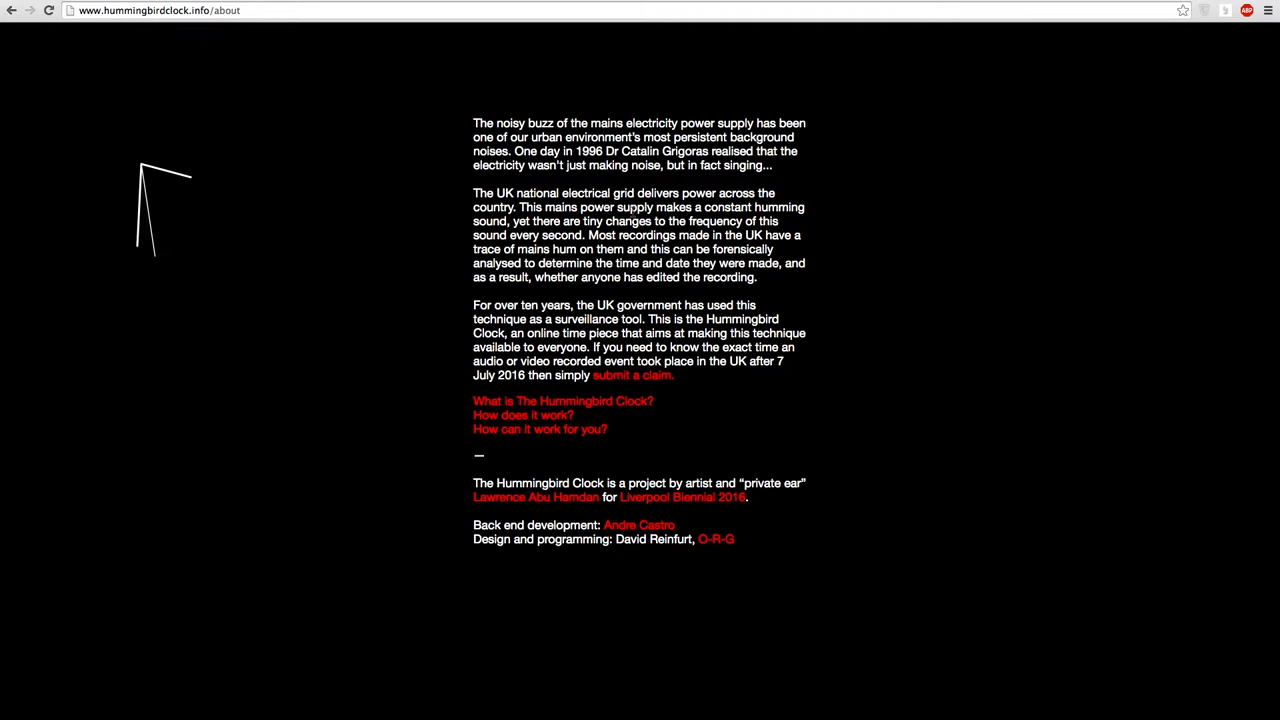 www.hummingbirdclock.info/about
ABP
The noisy buzz of the mains electricity power supply has been
one of our urban environment's most persistent background
noises. One day in 1996 Dr Catalin Grigoras realised that the
electricity wasn't just making noise, but in fact singing...
The UK national electrical grid delivers power across the
country. This mains power supply makes a constant humming
sound, yet there are tiny changes to the frequency of this
sound every second. Most recordings made in the UK have a
trace of mains hum on them and this can be forensically
analysed to determine the time and date they were made, and
as a result, whether anyone has edited the recording.
For over ten years, the UK government has used this
technique as a surveillance tool. This is the Hummingbird
Clock, an online time piece that aims at making this technique
available to everyone. If you need to know the exact time an
audio or video recorded event took place in the UK after 7
July 2016 then simply submit a claim.
What is The Hummingbird Clock?
How does it work?
How can it work for you?
—
The Hummingbird Clock is a project by artist and “private ear”
Lawrence Abu Hamdan for Liverpool Biennial 2016.
Back end development: Andre Castro
Design and programming: David Reinfurt, O-R-G